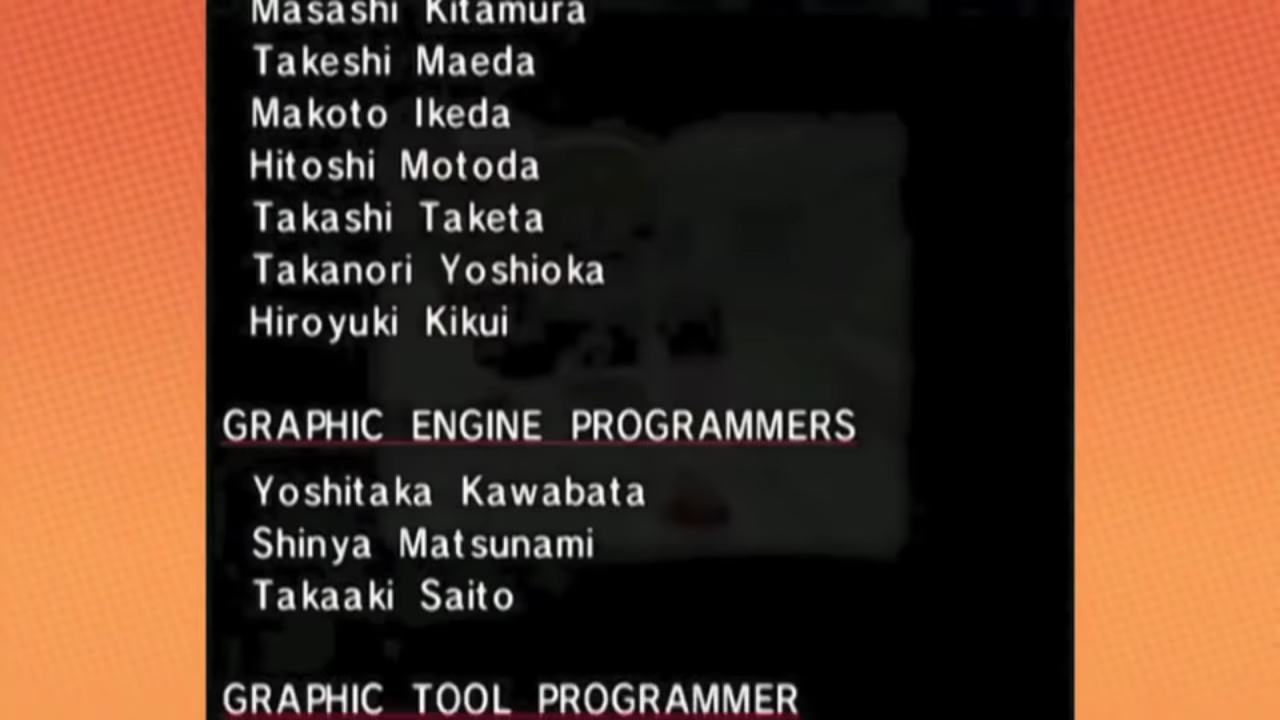 Masashi Kitamura
Takeshi Maeda
Makoto Ikeda
Hitoshi Motoda
Takashi Taketa
Takanori Yoshioka
Hiroyuki Kikui
GRAPHIC ENGINE PROGRAMMERS
Yoshitaka Kawabata
Shinya Matsunami
Takaaki Saito
GRAPHIC TOOL PROGRAMMER